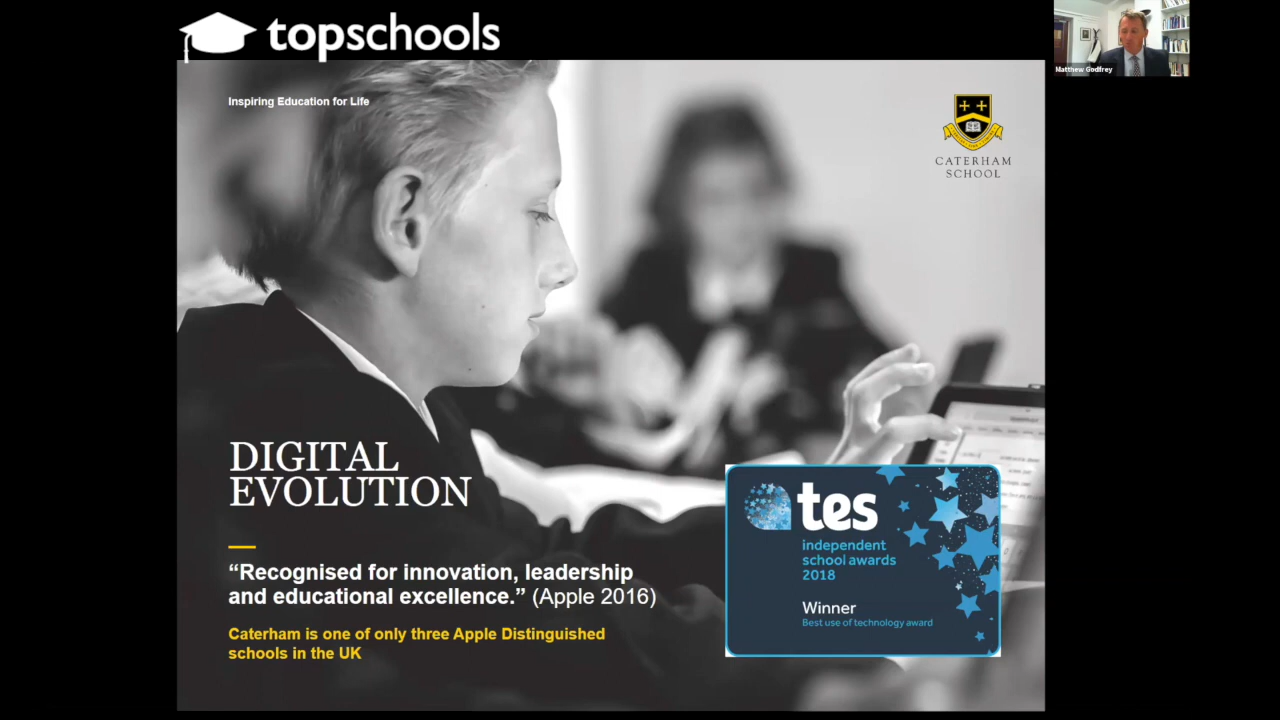 topschools
Matthew Godfrey
Inspiring Education for Life
CATERHAM
SCHOOL
DIGITAL
EVOLUTION
“Recognised for innovation, leadership
and educational excellence.” (Apple 2016)
Caterham is one of only three Apple Distinguished
schools in the UK
tes
independent
school awards
2018
Winner
Best use of technology award